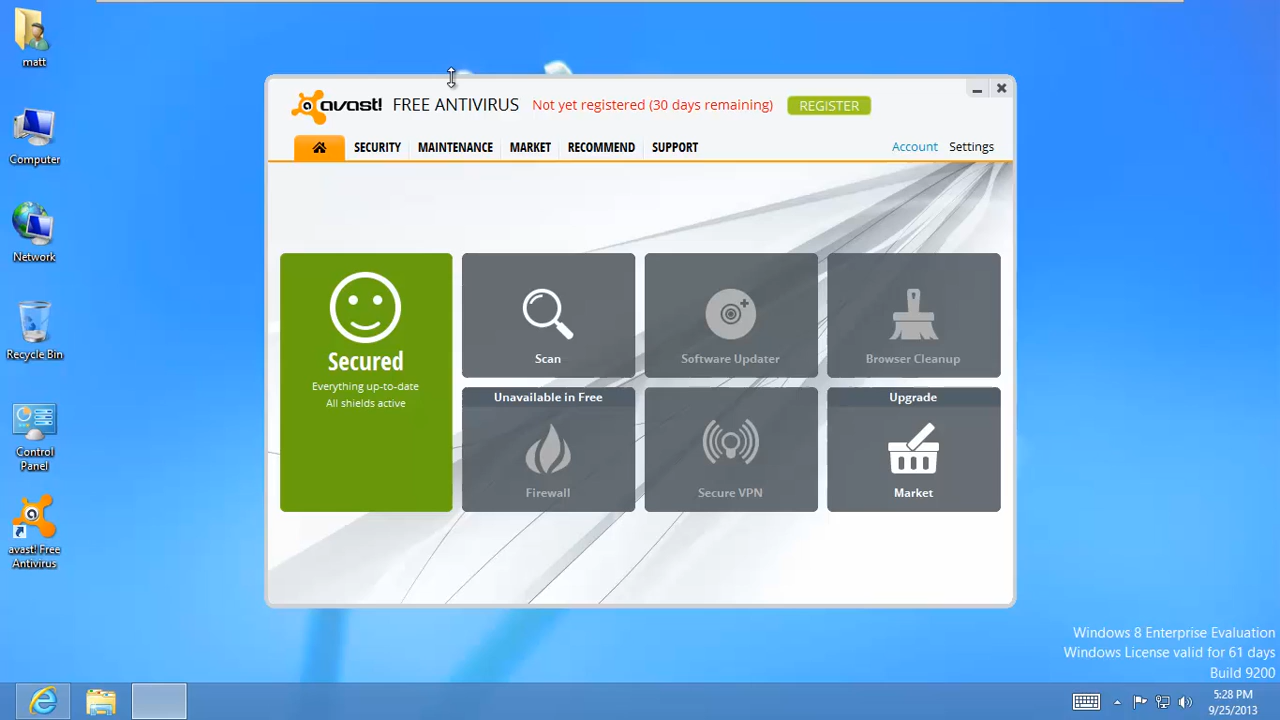 matt
Computer
Network
Recycle Bin
Control
Panel
avast! Free
Antivirus
avast! FREE ANTIVIRUS Not yet registered (30 days remaining) REGISTER
SECURITY MAINTENANCE MARKET RECOMMEND SUPPORT Account Settings
Secured
Everything up-to-date
All shields active
Scan
Software Updater
Browser Cleanup
Unavailable in Free
Firewall
Secure VPN
Upgrade
Market
Windows 8 Enterprise Evaluation
Windows License valid for 61 days
Build 9200
5:28 PM
9/25/2013